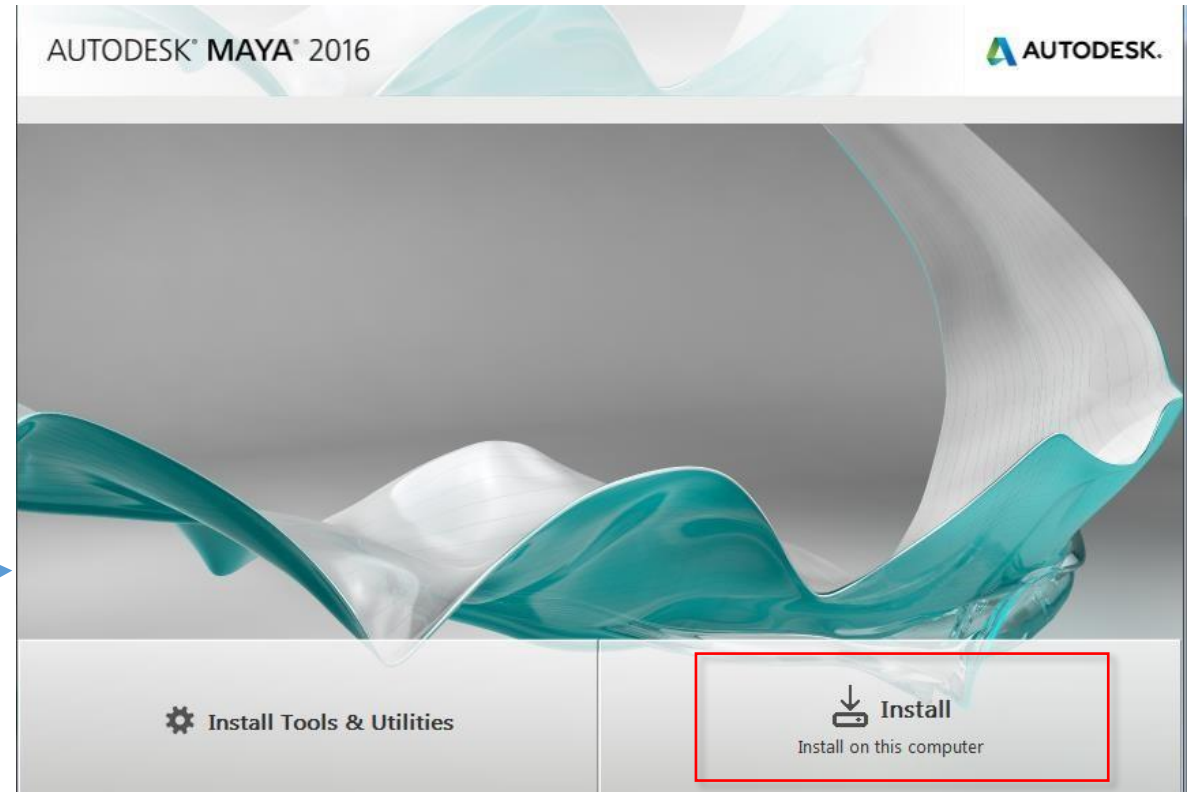 AUTODESK® MAYA® 2016
AUTODESK.
Install Tools & Utilities
Install
Install on this computer